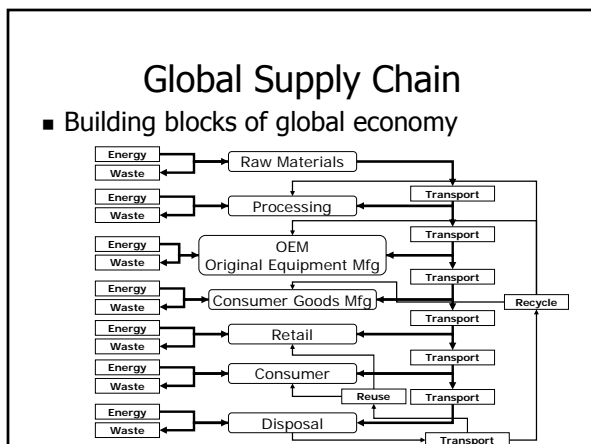 Global Supply Chain
■ Building blocks of global economy
Energy
Waste
Raw Materials
Transport
Energy
Waste
Processing
Transport
Energy
Waste
OEM
Original Equipment Mfg
Transport
Energy
Waste
Consumer Goods Mfg
Recycle
Transport
Energy
Waste
Retail
Transport
Energy
Waste
Consumer
Reuse
Transport
Energy
Waste
Disposal
Transport